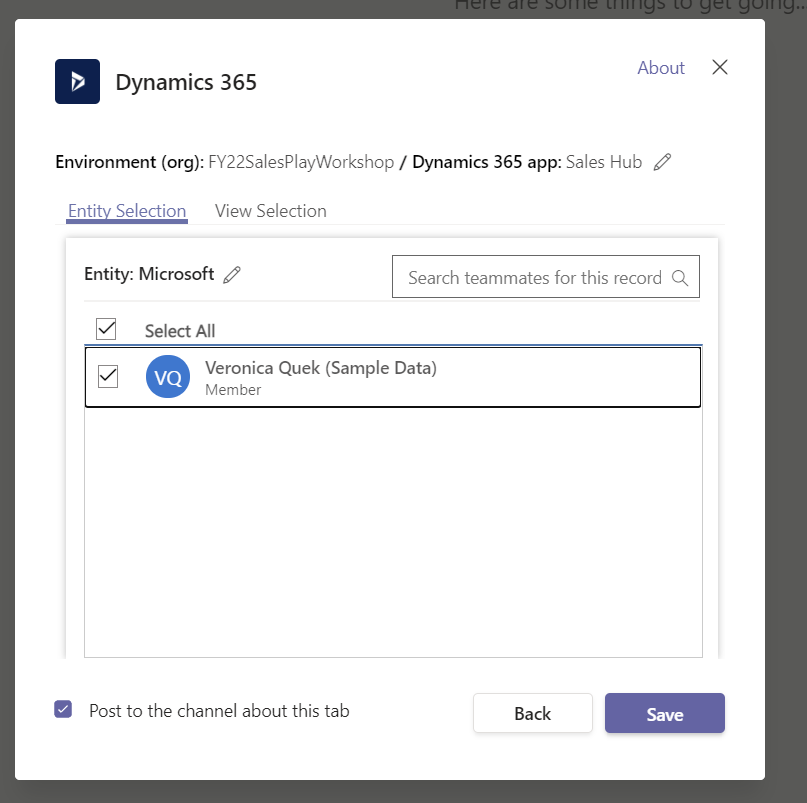 Here are some things to get going..
Dynamics 365
About
Environment (org): FY22SalesPlayWorkshop / Dynamics 365 app: Sales Hub
Entity Selection
View Selection
Entity: Microsoft
Search teammates for this record
Select All
VQ
Veronica Quek (Sample Data)
Member
Post to the channel about this tab
Back
Save